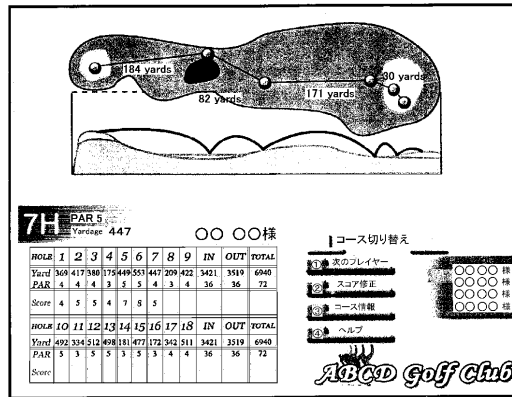 184 yards
30 yards
171 yards
82 yards
7H PAR 5
Yardage 447
○○ ○○様
コース切り替え
① 次のプレイヤー
② スコア修正
③ コース情報
④ ヘルプ
○○○○ 様
○○○○ 様
○○○○ 様
○○○○ 様
HOLE 1 2 3 4 5 6 7 8 9 IN OUT TOTAL
Yard 369 417 380 175 449 553 447 209 422 3421 3519 6940
PAR 4 4 4 3 5 5 4 3 4 36 36 72
Score 4 5 5 4 7 8 5
HOLE 10 11 12 13 14 15 16 17 18 IN OUT TOTAL
Yard 492 334 512 498 181 477 172 342 511 3421 3519 6940
PAR 5 3 5 5 3 5 3 4 4 36 36 72
Score
ABCD Golf Club